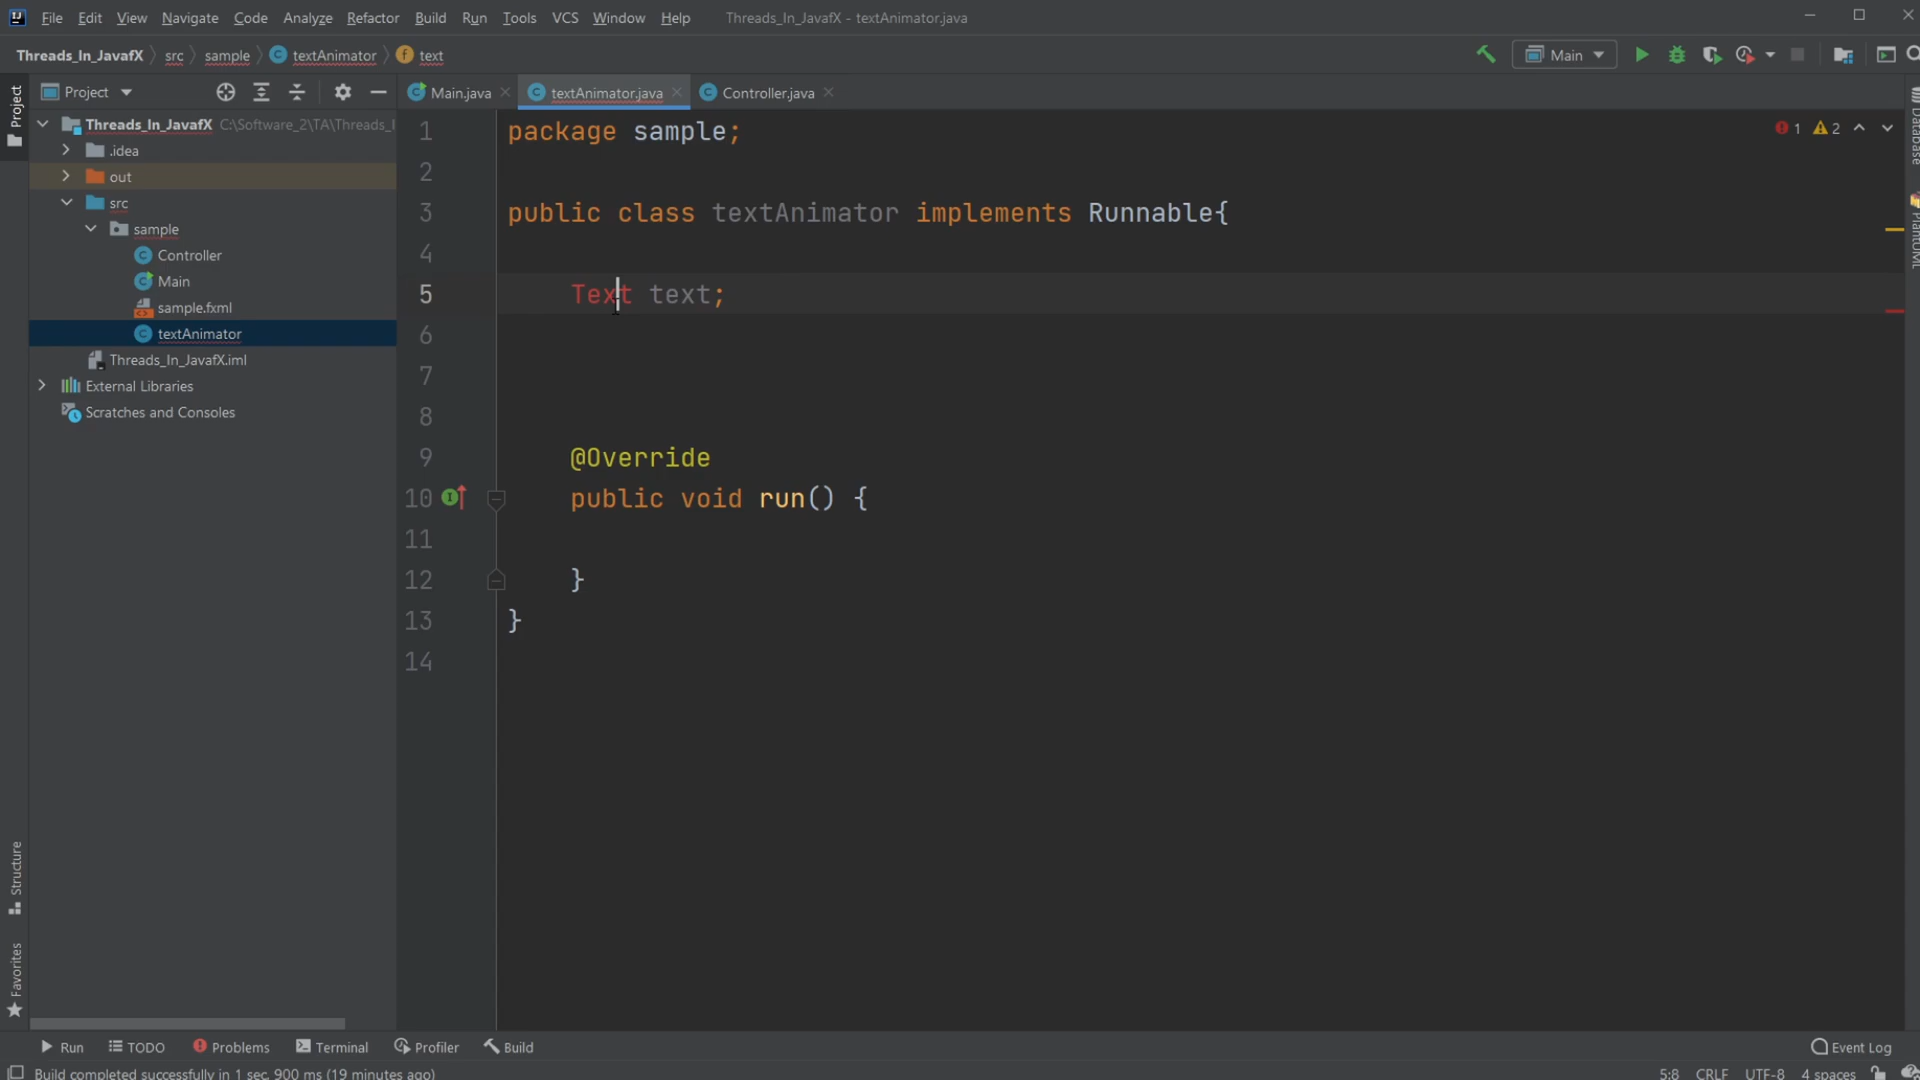 File Edit View Navigate Code Analyze Refactor Build Run Tools VCS Window Help Threads_In_JavafX - textAnimator.java
Threads_In_JavafX src sample textAnimator text Main
Project Main.java textAnimator.java Controller.java
Project
Threads_In_JavafX C:\Software_2\TA\Threads_I
.idea
out
src
sample
Controller
Main
sample.fxml
textAnimator
Threads_In_JavafX.iml
External Libraries
Scratches and Consoles
1 package sample;
2
3 public class textAnimator implements Runnable{
4
5 Text text;
6
7
8
9 @Override
10 public void run() {
11
12 }
13 }
14
1 2
Database
PlantUML
Structure
Favorites
Run TODO Problems Terminal Profiler Build Event Log
Build completed successfully in 1 sec, 900 ms (19 minutes ago) 5:8 CRLF UTF-8 4 spaces